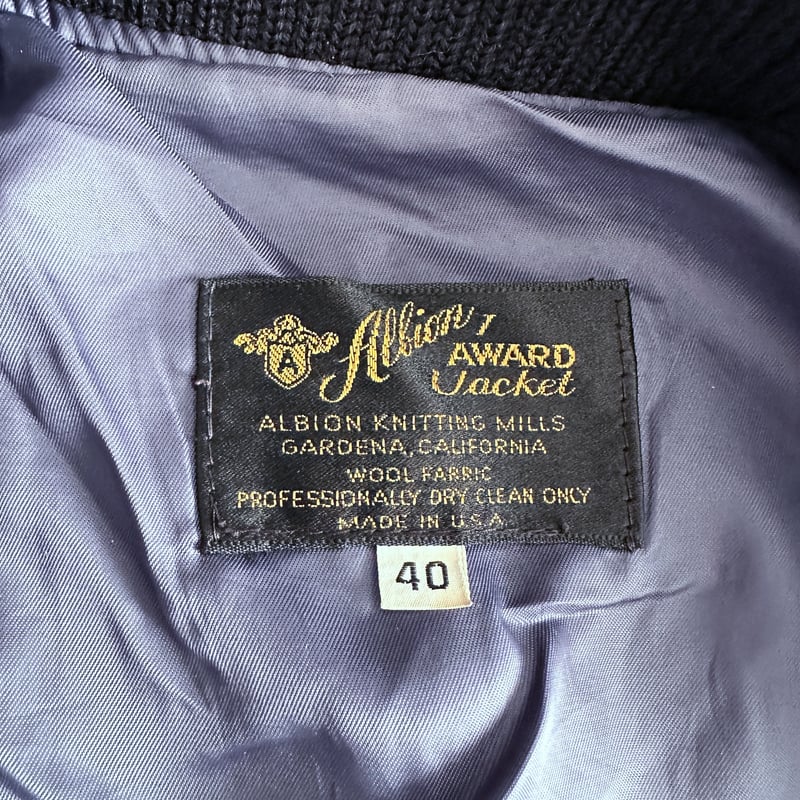 A
Albion
AWARD
Jacket
ALBION KNITTING MILLS
GARDENA, CALIFORNIA
WOOL FABRIC
PROFESSIONALLY DRY CLEAN ONLY
MADE IN U.S.A.
40